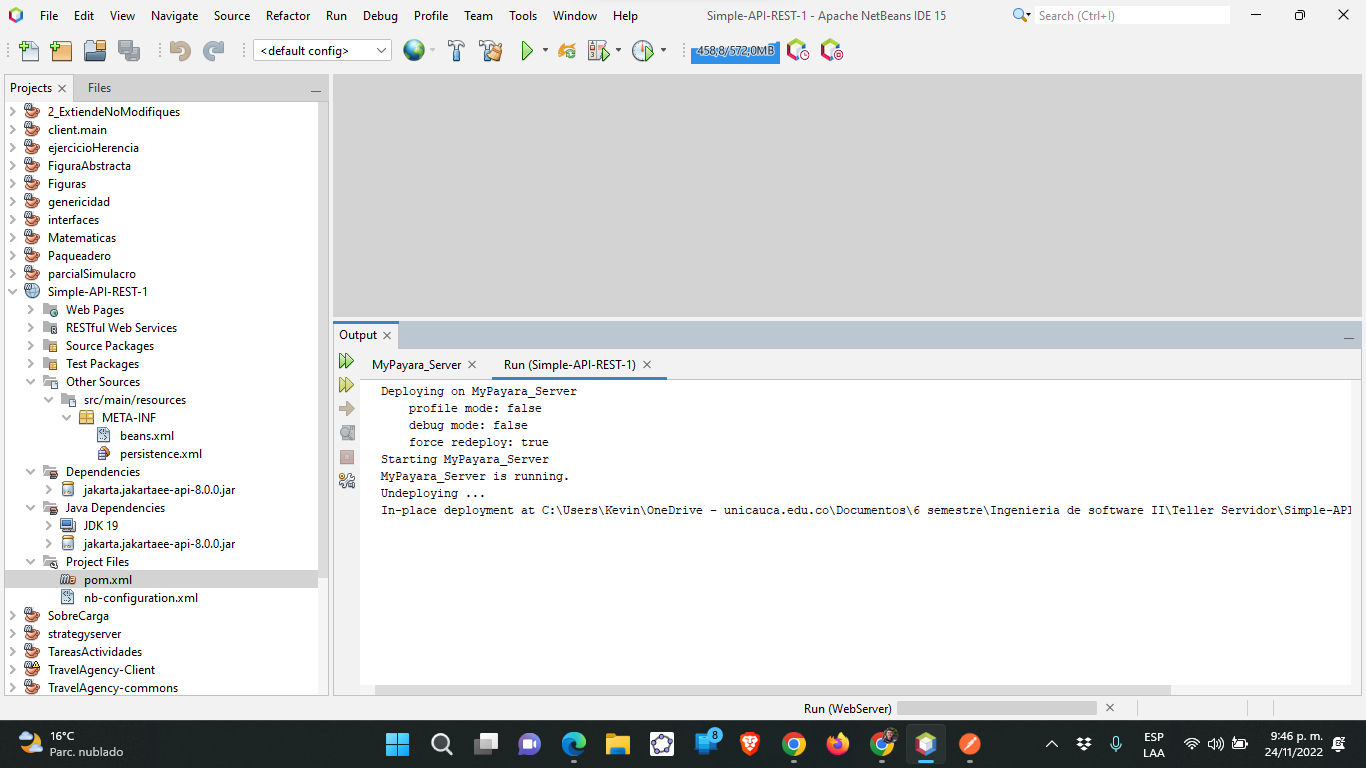 File Edit View Navigate Source Refactor Run Debug Profile Team Tools Window Help
Simple-API-REST-1 - Apache NetBeans IDE 15
Search (Ctrl+I)
<default config>
458,8/572,0MB
Projects Files
2_ExtiendeNoModifiques
client.main
ejercicioHerencia
FiguraAbstracta
Figuras
genericidad
interfaces
Matematicas
Paqueadero
parcialSimulacro
Simple-API-REST-1
Web Pages
RESTful Web Services
Source Packages
Test Packages
Other Sources
src/main/resources
META-INF
beans.xml
persistence.xml
Dependencies
jakarta.jakartaee-api-8.0.0.jar
Java Dependencies
JDK 19
jakarta.jakartaee-api-8.0.0.jar
Project Files
pom.xml
nb-configuration.xml
SobreCarga
strategyserver
TareasActividades
TravelAgency-Client
TravelAgency-commons
Output
MyPayara_Server Run (Simple-API-REST-1)
Deploying on MyPayara_Server
profile mode: false
debug mode: false
force redeploy: true
Starting MyPayara_Server
MyPayara_Server is running.
Undeploying ...
In-place deployment at C:\Users\Kevin\OneDrive - unicauca.edu.co\Documentos\6 semestre\Ingenieria de software II\Teller Servidor\Simple-API
Run (WebServer)
16°C
Parc. nublado
8
ESP
LAA
9:46 p. m.
24/11/2022